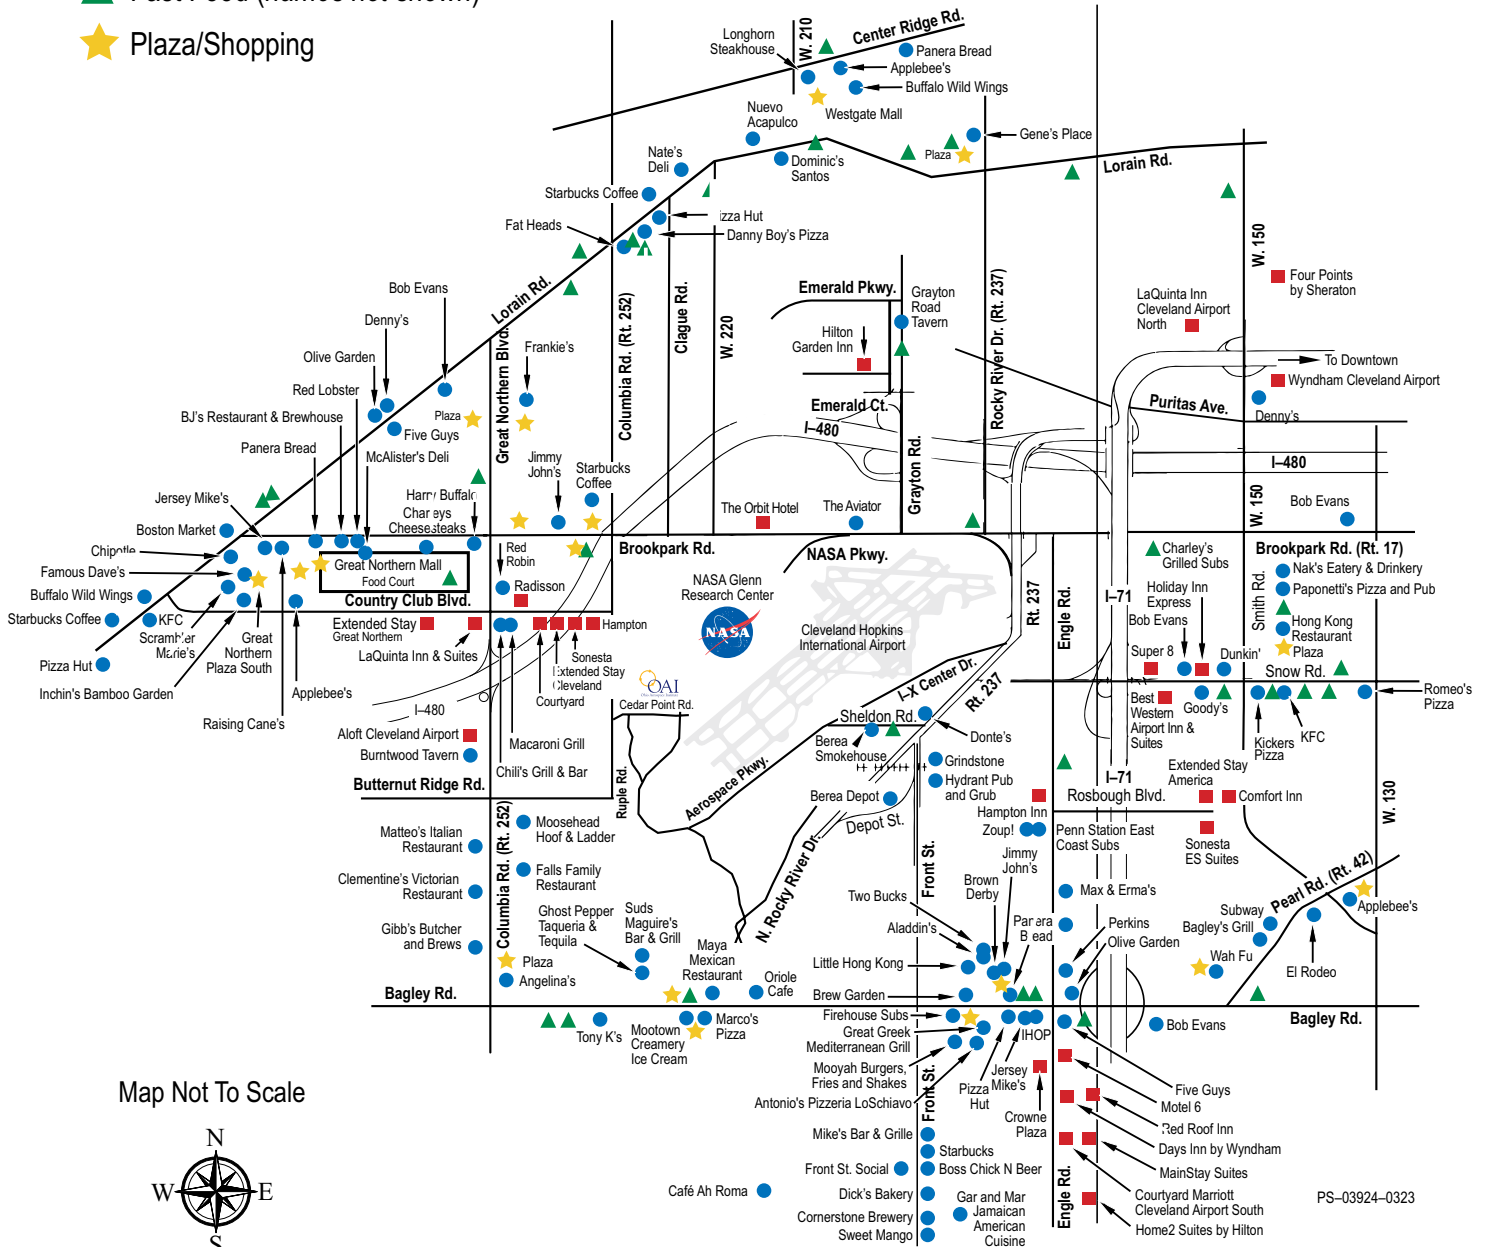 Plaza/Shopping
Longhorn
Steakhouse
W. 210
Center Ridge Rd.
Panera Bread
Applebee's
Buffalo Wild Wings
Westgate Mall
Nuevo
Acapulco
Gene's Place
Plaza
Nate's
Deli
Dominic's
Santos
Lorain Rd.
Starbucks Coffee
izza Hut
Fat Heads
Danny Boy's Pizza
W. 150
Four Points
by Sheraton
Bob Evans
Lorain Rd.
Emerald Pkwy.
Grayton
Road
Tavern
LaQuinta Inn
Cleveland Airport
North
Denny's
Hilton
Garden Inn
Columbia Rd. (Rt. 252)
Clague Rd.
W. 220
Rocky River Dr. (Rt. 237)
Olive Garden
Great Northern Blvd.
Frankie's
To Downtown
Red Lobster
Wyndham Cleveland Airport
BJ's Restaurant & Brewhouse
Plaza
Emerald Ct.
Puritas Ave.
Denny's
Five Guys
I–480
Panera Bread
McAlister's Deli
Jimmy
John's
Starbucks
Coffee
Grayton Rd.
I–480
Jersey Mike's
Harry Buffalo
The Orbit Hotel
The Aviator
W. 150
Bob Evans
Boston Market
Charleys
Cheesesteaks
Chipotle
Red
Robin
Brookpark Rd.
NASA Pkwy.
Charley's
Grilled Subs
Brookpark Rd. (Rt. 17)
Famous Dave's
Great Northern Mall
Food Court
Radisson
NASA Glenn
Research Center
Nak's Eatery & Drinkery
Paponetti's Pizza and Pub
Buffalo Wild Wings
Country Club Blvd.
Rt. 237
Engle Rd.
I–71
Holiday Inn
Express
Smith Rd.
Starbucks Coffee
KFC
Extended Stay
Great Northern
Hampton
NASA
Cleveland Hopkins
International Airport
Bob Evans
Hong Kong
Restaurant
Plaza
Scrambler
Marie's
Great
Northern
Plaza South
LaQuinta Inn & Suites
Sonesta
Extended Stay
Cleveland
Super 8
Dunkin'
Snow Rd.
Pizza Hut
Inchin's Bamboo Garden
Applebee's
Courtyard
OAI
Cedar Point Rd.
I–X Center Dr.
Rt. 237
Best
Western
Airport Inn &
Suites
Goody's
Romeo's
Pizza
Raising Cane's
I–480
Aloft Cleveland Airport
Macaroni Grill
Sheldon Rd.
Donte's
Kickers
Pizza
KFC
Burntwood Tavern
Chili's Grill & Bar
Berea
Smokehouse
Grindstone
Extended Stay
America
I–71
Butternut Ridge Rd.
Ruple Rd.
Aerospace Pkwy.
Hydrant Pub
and Grub
Berea Depot
Rosbough Blvd.
Comfort Inn
W. 130
Moosehead
Hoof & Ladder
Depot St.
Hampton Inn
Zoup!
Penn Station East
Coast Subs
Matteo's Italian
Restaurant
Columbia Rd. (Rt. 252)
N. Rocky River Dr.
Front St.
Jimmy
John's
Sonesta
ES Suites
Falls Family
Restaurant
Clementine's Victorian
Restaurant
Brown
Derby
Max & Erma's
Pearl Rd. (Rt. 42)
Applebee's
Two Bucks
Ghost Pepper
Taqueria &
Tequila
Suds
Maguire's
Bar & Grill
Subway
Bagley's Grill
Gibb's Butcher
and Brews
Aladdin's
Panera
Bread
Perkins
Olive Garden
Maya
Mexican
Restaurant
Plaza
Little Hong Kong
Wah Fu
El Rodeo
Angelina's
Oriole
Cafe
Bagley Rd.
Brew Garden
Bagley Rd.
Tony K's
Mootown
Creamery
Ice Cream
Marco's
Pizza
Firehouse Subs
Great Greek
Mediterranean Grill
IHOP
Bob Evans
Mooyah Burgers,
Fries and Shakes
Pizza
Hut
Jersey
Mike's
Five Guys
Map Not To Scale
Antonio's Pizzeria LoSchiavo
Front St.
Crowne
Plaza
Motel 6
Red Roof Inn
Mike's Bar & Grille
Starbucks
Days Inn by Wyndham
N
W
E
S
Front St. Social
Boss Chick N Beer
MainStay Suites
Café Ah Roma
Dick's Bakery
Gar and Mar
Jamaican
American
Cuisine
Engle Rd.
Courtyard Marriott
Cleveland Airport South
PS–03924–0323
Cornerstone Brewery
Home2 Suites by Hilton
Sweet Mango